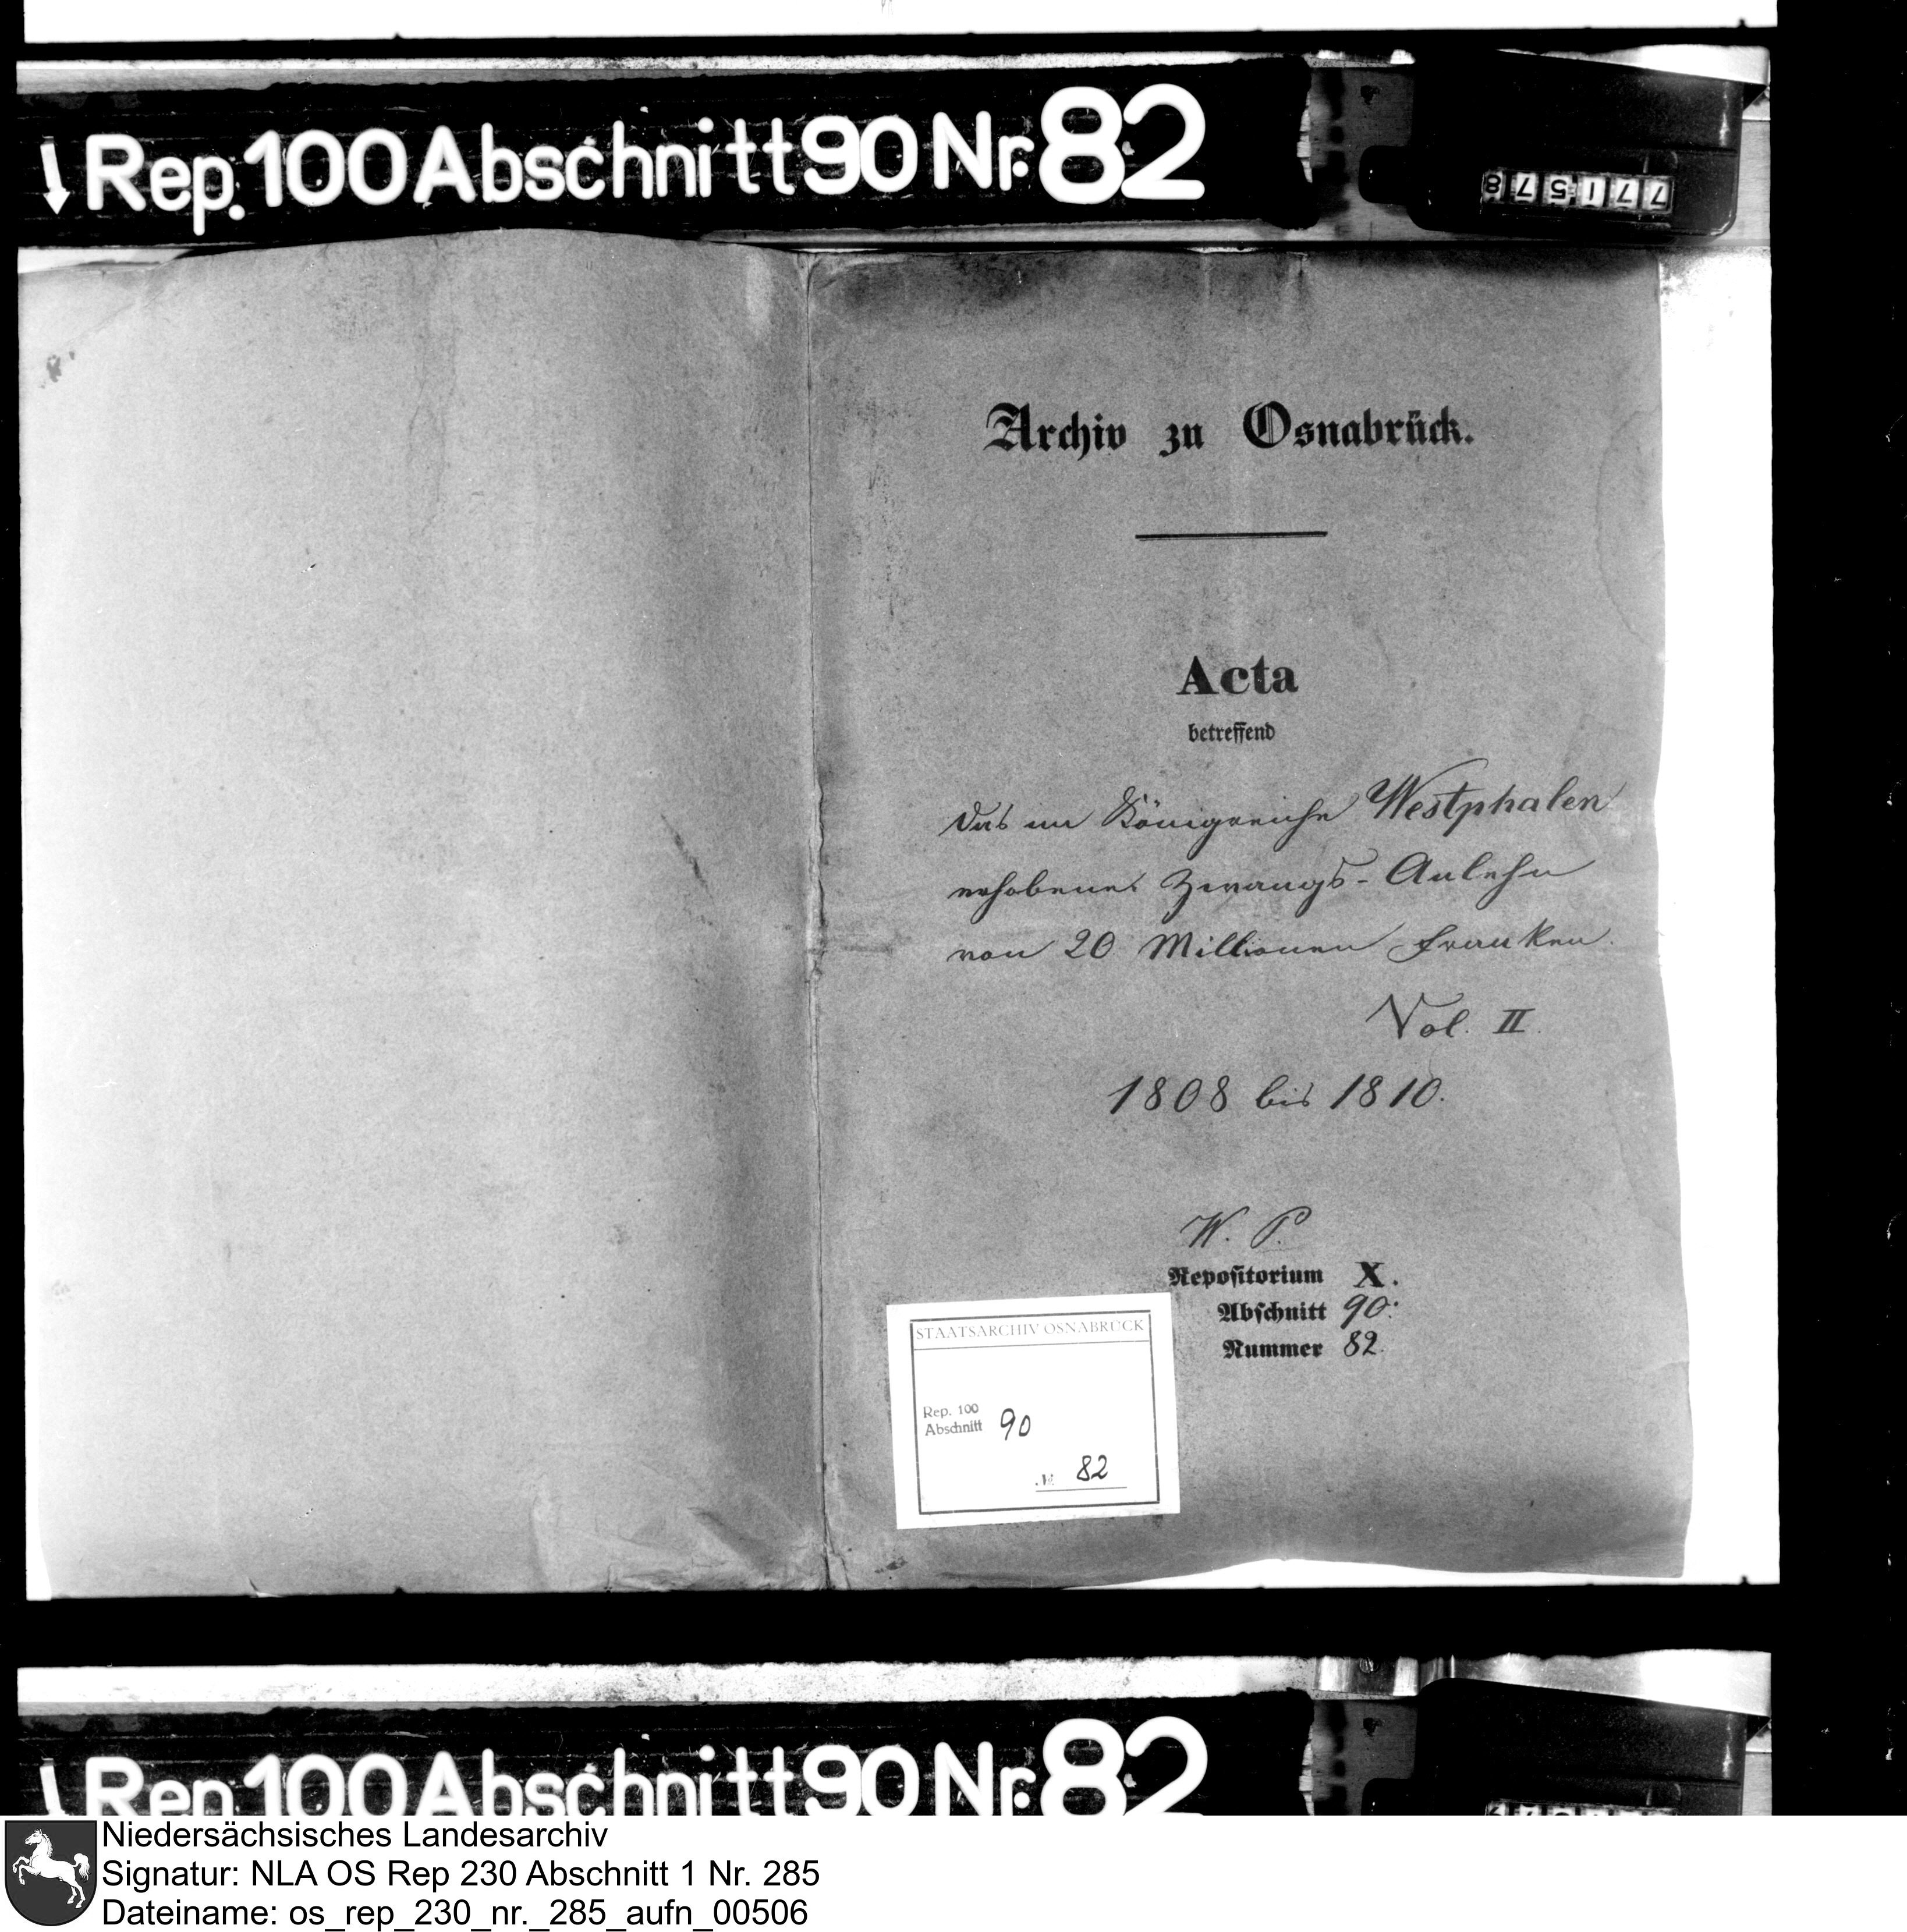 Rep. 100 Abschnitt 90 Nr. 82
771578
Archiv zu Osnabrück.
Acta
betreffend
das im Königreiche Westphalen
erhobene Zwangs-Anlehn
von 20 Millionen Franken.
Vol. II.
1808 bis 1810.
W. P.
Repositorium X.
Abschnitt 90.
Nummer 82.
STAATSARCHIV OSNABRÜCK
Rep. 100
Abschnitt 90
№ 82
Rep. 100 Abschnitt 90 Nr. 82
Niedersächsisches Landesarchiv
Signatur: NLA OS Rep 230 Abschnitt 1 Nr. 285
Dateiname: os_rep_230_nr._285_aufn_00506